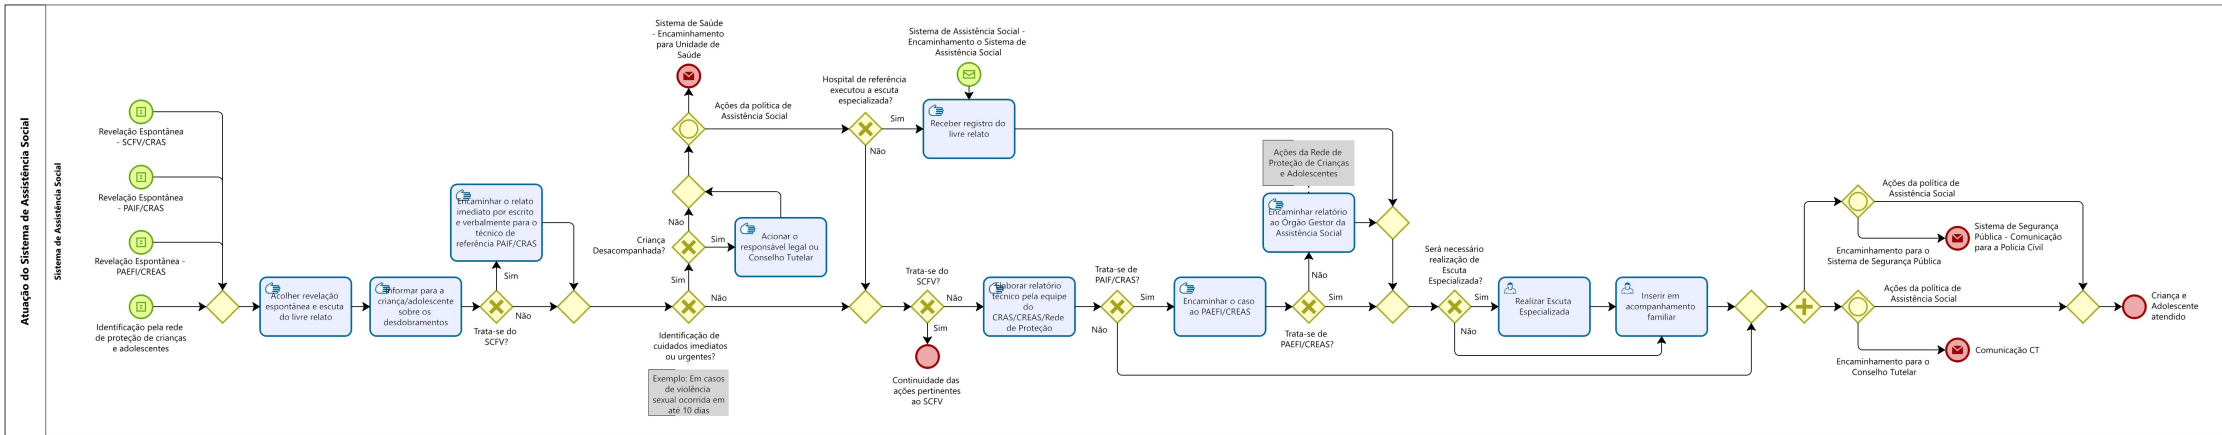 Atuação do Sistema de Assistência Social
Sistema de Assistência Social
Revelação Espontânea
- SCFV/CRAS
Revelação Espontânea
- PAIF/CRAS
Revelação Espontânea -
PAEFI/CREAS
Identificação pela rede
de proteção de crianças
e adolescentes
Acolher revelação
espontânea e escuta
do livre relato
Informar para a
criança/adolescente
sobre os
desdobramentos
Encaminhar o relato
imediato por escrito
e verbalmente para o
técnico de
referência PAIF/CRAS
Sim
Não
Trata-se do
SCFV?
Sistema de Saúde
- Encaminhamento
para Unidade de
Saúde
Ações da política de
Assistência Social
Não
Criança
Desacompanhada?
Sim
Acionar o
responsável legal ou
Conselho Tutelar
Sim
Não
Identificação de
cuidados imediatos
ou urgentes?
Exemplo: Em casos
de violência
sexual ocorrida em
até 10 dias
Hospital de referência
executou a escuta
especializada?
Sim
Não
Sistema de Assistência Social -
Encaminhamento o Sistema de
Assistência Social
Receber registro do
livre relato
Trata-se do
SCFV?
Não
Sim
Continuidade das
ações pertinentes
ao SCFV
Elaborar relatório
técnico pela equipe
do
CRAS/CREAS/Rede
de Proteção
Trata-se de
PAIF/CRAS?
Sim
Não
Encaminhar o caso
ao PAEFI/CREAS
Ações da Rede de
Proteção de Crianças
e Adolescentes
Encaminhar relatório
ao Órgão Gestor da
Assistência Social
Não
Sim
Trata-se de
PAEFI/CREAS?
Será necessário
realização de
Escuta
Especializada?
Sim
Não
Realizar Escuta
Especializada
Inserir em
acompanhamento
familiar
Ações da política de
Assistência Social
Encaminhamento para o
Sistema de Segurança Pública
Sistema de Segurança
Pública - Comunicação
para a Polícia Civil
Ações da política de
Assistência Social
Encaminhamento para o
Conselho Tutelar
Comunicação CT
Criança e
Adolescente
atendido